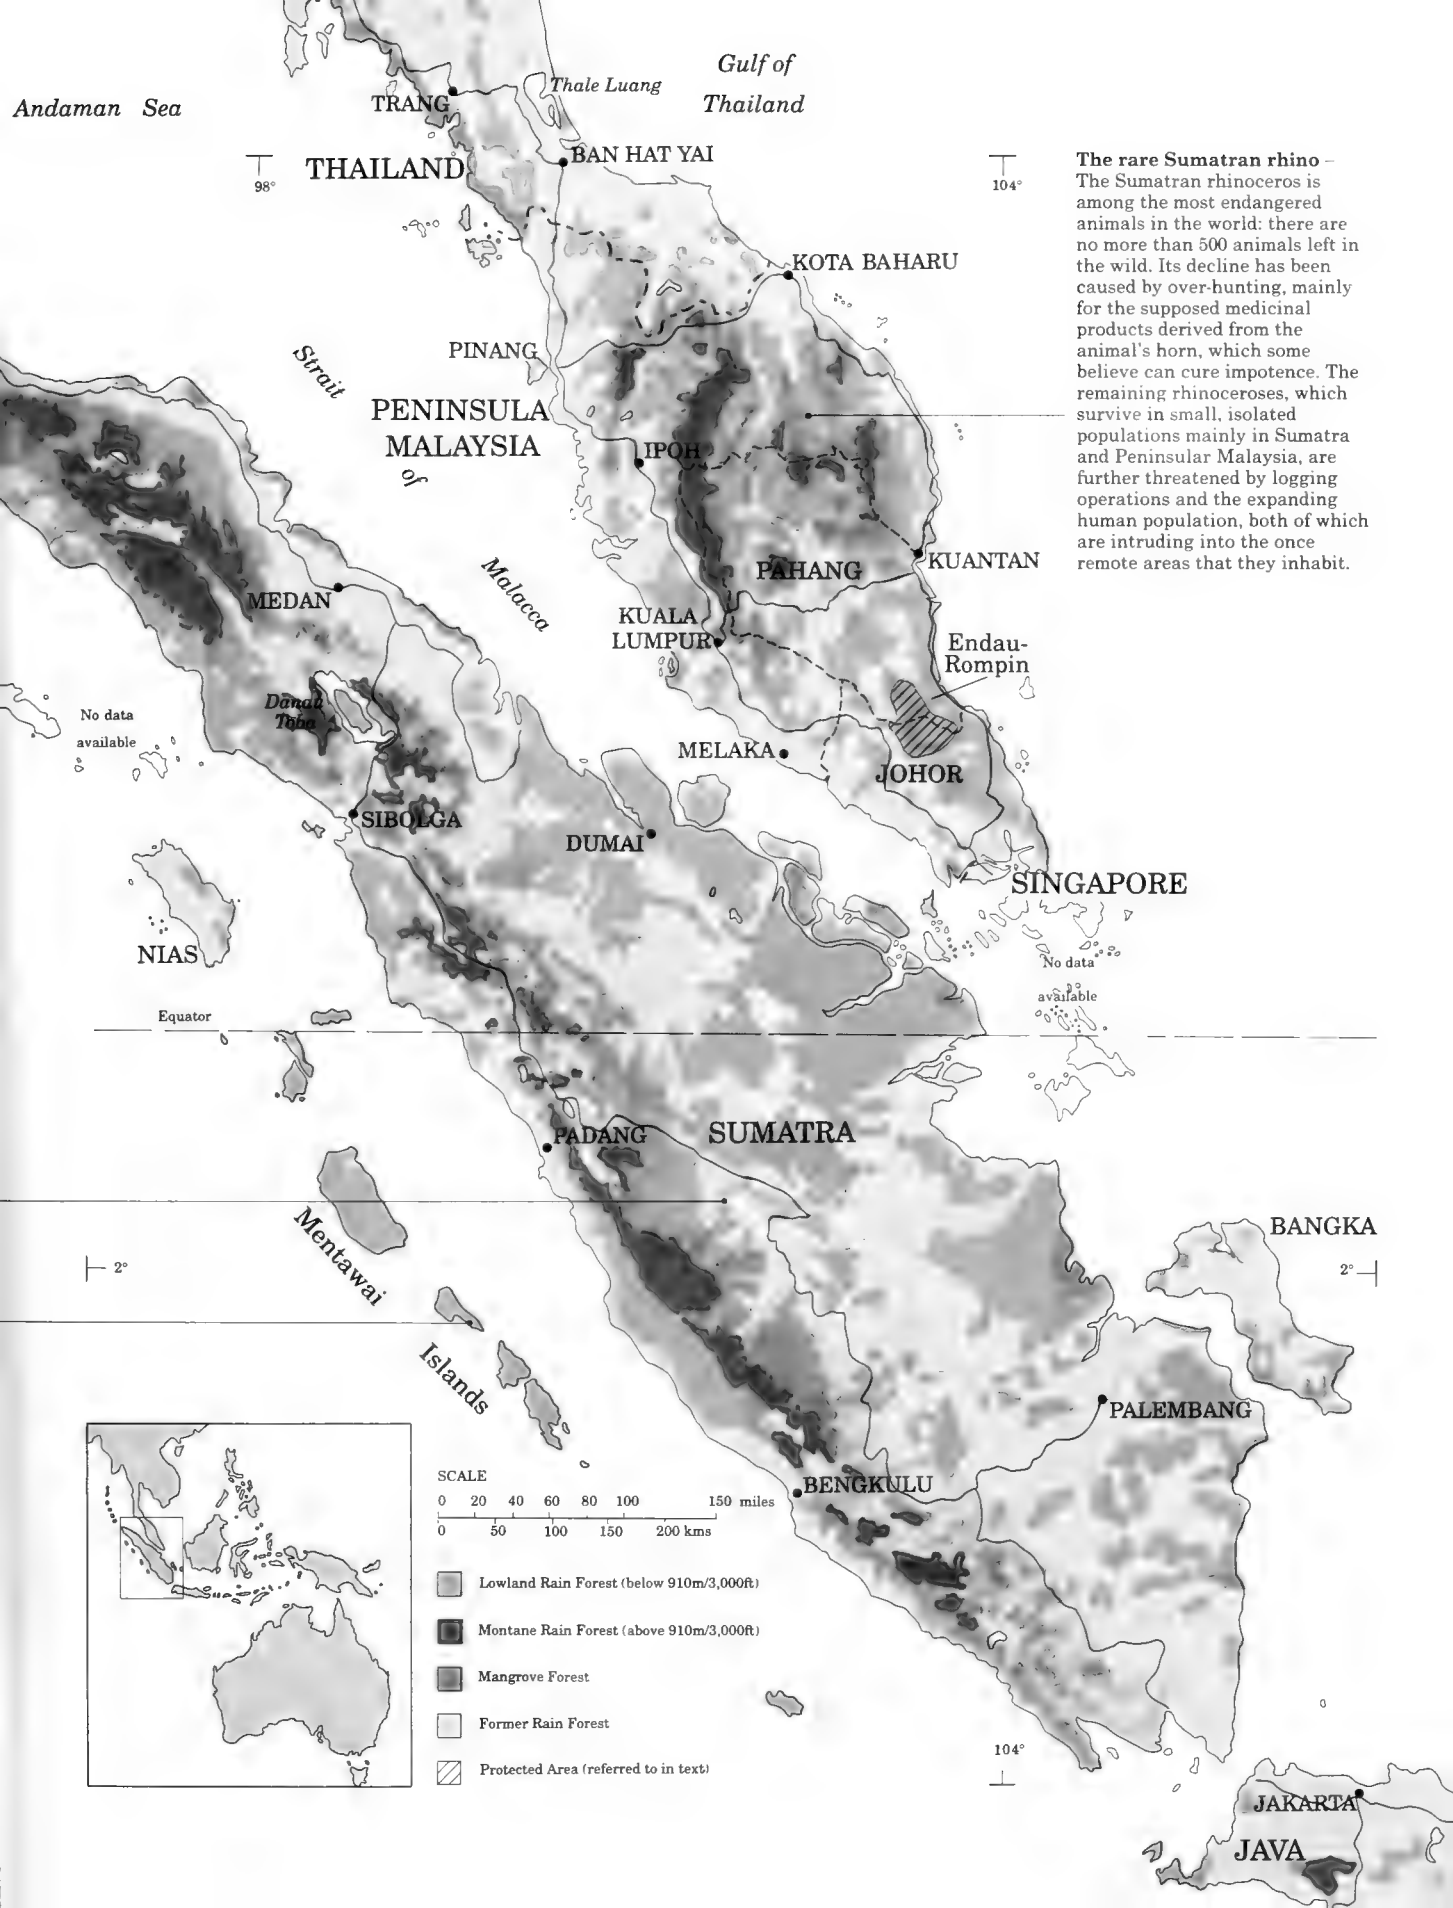 Gulf of
Thailand
Andaman Sea
Thale Luang
TRANG
BAN HAT YAI
THAILAND
98°
104°
The rare Sumatran rhino –
The Sumatran rhinoceros is
among the most endangered
animals in the world: there are
no more than 500 animals left in
the wild. Its decline has been
caused by over-hunting, mainly
for the supposed medicinal
products derived from the
animal's horn, which some
believe can cure impotence. The
remaining rhinoceroses, which
survive in small, isolated
populations mainly in Sumatra
and Peninsular Malaysia, are
further threatened by logging
operations and the expanding
human population, both of which
are intruding into the once
remote areas that they inhabit.
KOTA BAHARU
PINANG
Strait
of
Malacca
PENINSULA
MALAYSIA
IPOH
PAHANG
KUANTAN
MEDAN
KUALA
LUMPUR
Endau-
Rompin
Danau
Toba
No data
available
MELAKA
JOHOR
SIBOLGA
DUMAI
SINGAPORE
NIAS
No data
available
Equator
PADANG
SUMATRA
Mentawai
Islands
BANGKA
2°
2°
PALEMBANG
BENGKULU
SCALE
0 20 40 60 80 100 150 miles
0 50 100 150 200 kms
Lowland Rain Forest (below 910m/3,000ft)
Montane Rain Forest (above 910m/3,000ft)
Mangrove Forest
Former Rain Forest
Protected Area (referred to in text)
104°
JAKARTA
JAVA